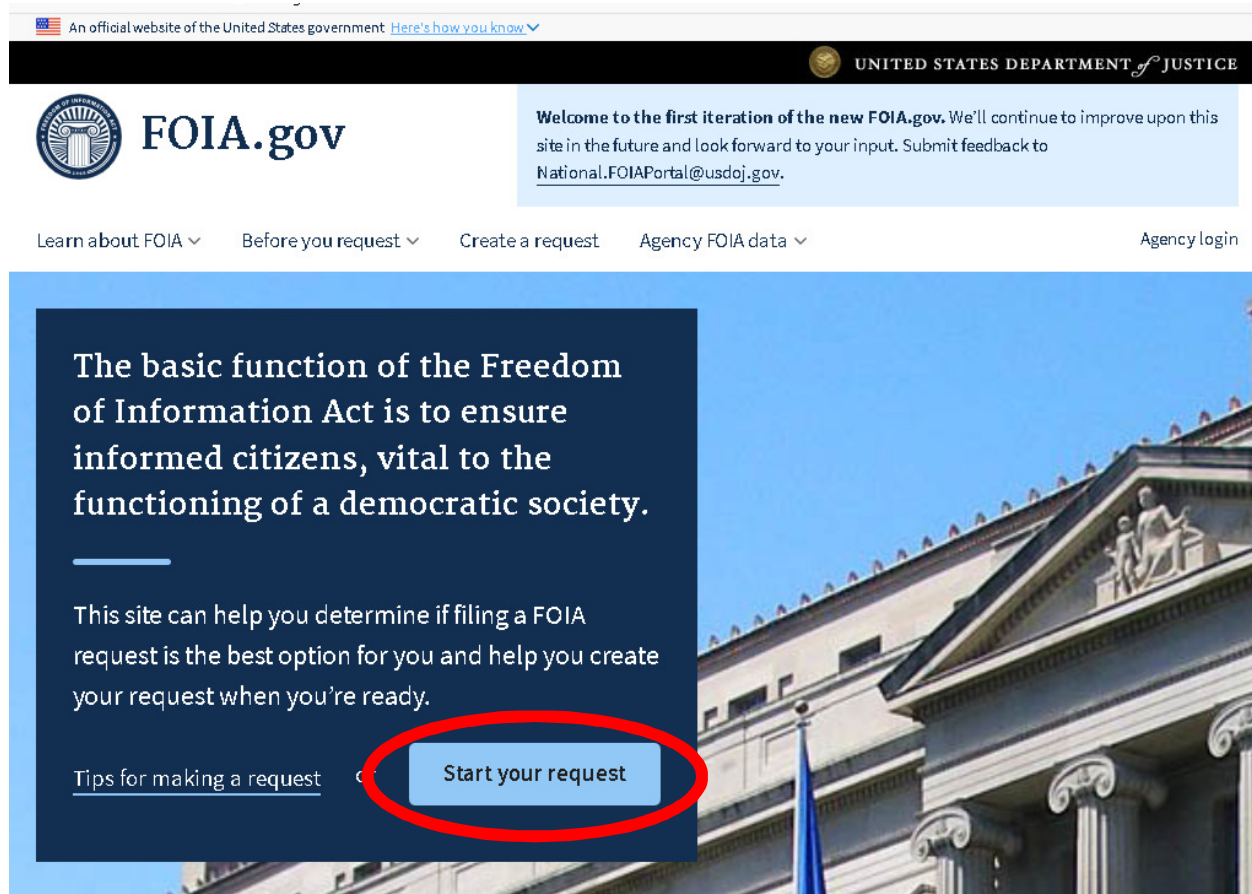 An official website of the United States government Here's how you know
UNITED STATES DEPARTMENT of JUSTICE
FOIA.gov
Welcome to the first iteration of the new FOIA.gov. We'll continue to improve upon this
site in the future and look forward to your input. Submit feedback to
National.FOIAPortal@usdoj.gov.
Learn about FOIA
Before you request
Create a request
Agency FOIA data
Agency login
The basic function of the Freedom
of Information Act is to ensure
informed citizens, vital to the
functioning of a democratic society.
This site can help you determine if filing a FOIA
request is the best option for you and help you create
your request when you're ready.
Tips for making a request or Start your request